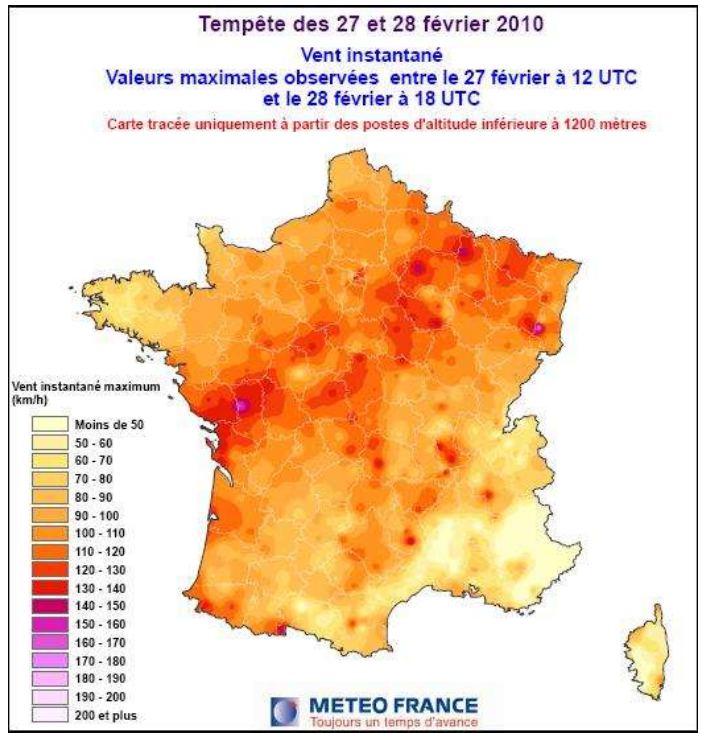 Tempête des 27 et 28 février 2010
Vent instantané
Valeurs maximales observées entre le 27 février à 12 UTC
et le 28 février à 18 UTC
Carte tracée uniquement à partir des postes d'altitude inférieure à 1200 mètres
Vent instantané maximum
(km/h)
Moins de 50
50 - 60
60 - 70
70 - 80
80 - 90
90 - 100
100 - 110
110 - 120
120 - 130
130 - 140
140 - 150
150 - 160
160 - 170
170 - 180
180 - 190
190 - 200
200 et plus
METEO FRANCE
Toujours un temps d'avance